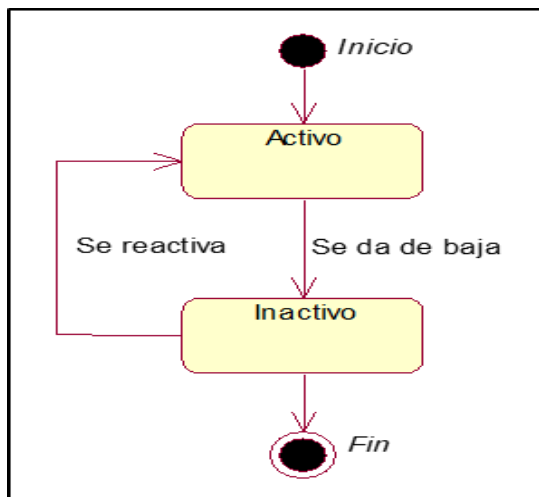 Inicio
Activo
Se reactiva
Se da de baja
Inactivo
Fin